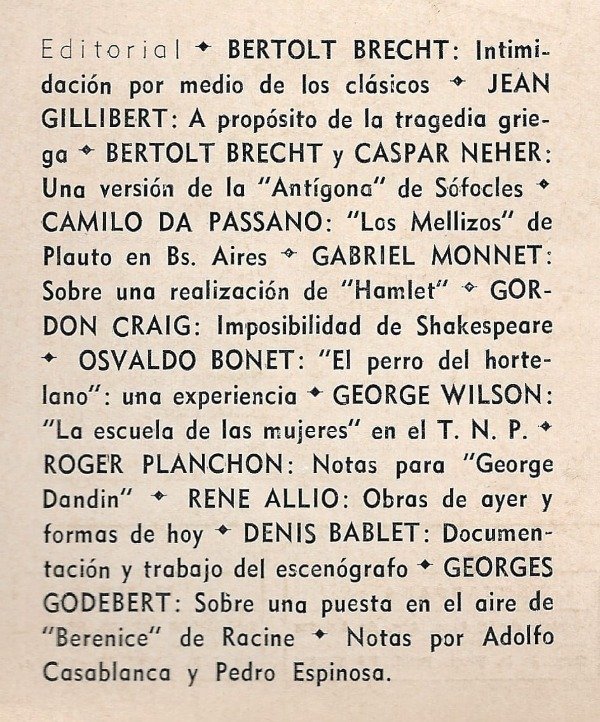 Editorial ✦ BERTOLT BRECHT: Intimi-
dación por medio de los clásicos ✦ JEAN
GILLIBERT: A propósito de la tragedia grie-
ga ✦ BERTOLT BRECHT y CASPAR NEHER:
Una versión de la "Antígona" de Sófocles ✦
CAMILO DA PASSANO: "Los Mellizos" de
Plauto en Bs. Aires ✦ GABRIEL MONNET:
Sobre una realización de "Hamlet" ✦ GOR-
DON CRAIG: Imposibilidad de Shakespeare
✦ OSVALDO BONET: "El perro del horte-
lano": una experiencia ✦ GEORGE WILSON:
"La escuela de las mujeres" en el T. N. P. ✦
ROGER PLANCHON: Notas para "George
Dandin" ✦ RENE ALLIO: Obras de ayer y
formas de hoy ✦ DENIS BABLET: Documen-
tación y trabajo del escenógrafo ✦ GEORGES
GODEBERT: Sobre una puesta en el aire de
"Berenice" de Racine ✦ Notas por Adolfo
Casablanca y Pedro Espinosa.